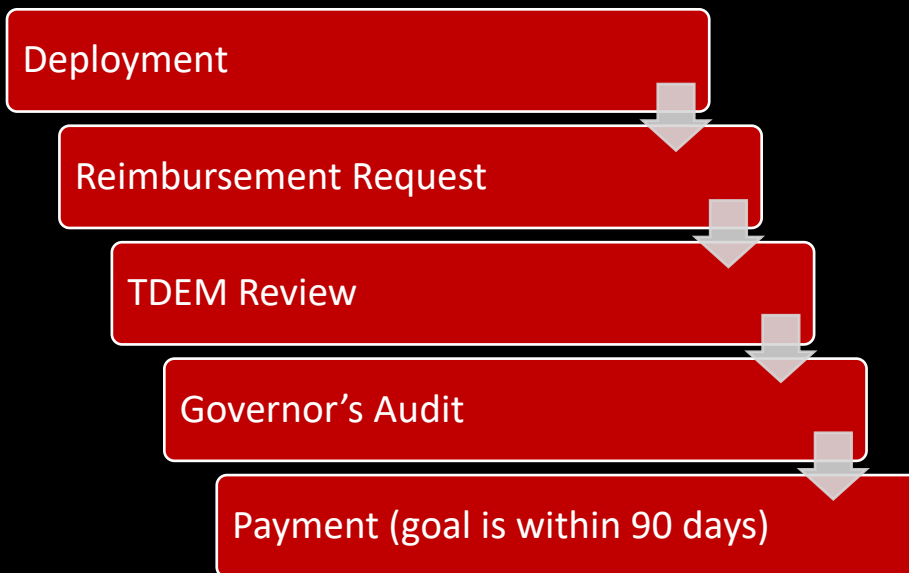 Deployment
Reimbursement Request
TDEM Review
Governor’s Audit
Payment (goal is within 90 days)